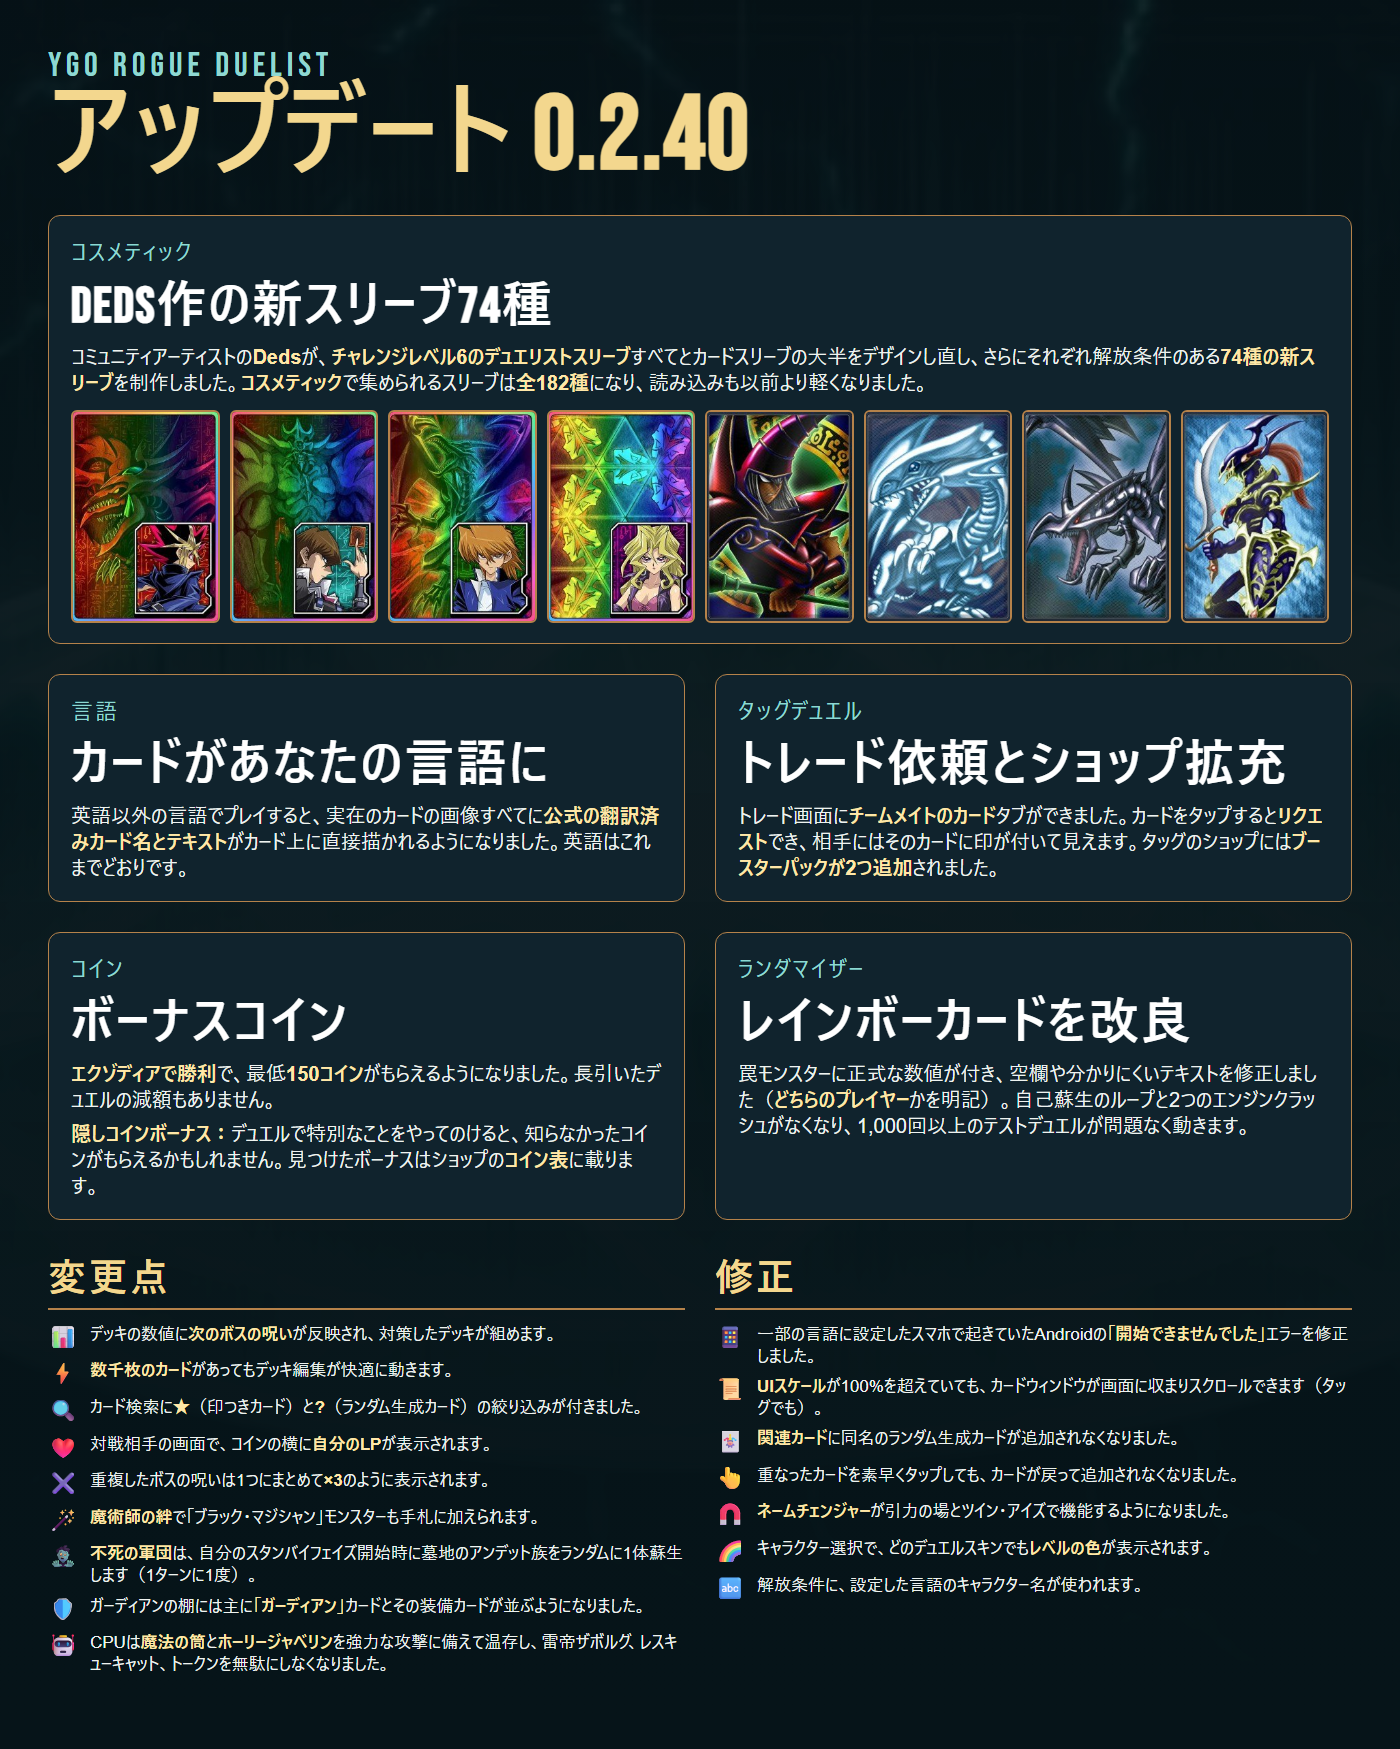 YGO ROGUE DUELIST
アップデート 0.2.40
コスメティック
DEDS作の新スリーブ74種
コミュニティアーティストのDedsが、チャレンジレベル6のデュエリストスリーブすべてとカードスリーブの大半をデザインし直し、さらにそれぞれ解放条件のある74種の新ス
リーブを制作しました。コスメティックで集められるスリーブは全182種になり、読み込みも以前より軽くなりました。
言語
カードがあなたの言語に
英語以外の言語でプレイすると、実在のカードの画像すべてに公式の翻訳済
みカード名とテキストがカード上に直接描かれるようになりました。英語はこれ
までどおりです。
タッグデュエル
トレード依頼とショップ拡充
トレード画面にチームメイトのカードタブができました。カードをタップするとリクエ
ストでき、相手にはそのカードに印が付いて見えます。タッグのショップにはブー
スターパックが2つ追加されました。
コイン
ボーナスコイン
エクゾディアで勝利で、最低150コインがもらえるようになりました。長引いたデ
ュエルの減額もありません。
隠しコインボーナス：デュエルで特別なことをやってのけると、知らなかったコイ
ンがもらえるかもしれません。見つけたボーナスはショップのコイン表に載りま
す。
ランダマイザー
レインボーカードを改良
罠モンスターに正式な数値が付き、空欄や分かりにくいテキストを修正しまし
た（どちらのプレイヤーかを明記）。自己蘇生のループと2つのエンジンクラッ
シュがなくなり、1,000回以上のテストデュエルが問題なく動きます。
変更点
デッキの数値に次のボスの呪いが反映され、対策したデッキが組めます。
数千枚のカードがあってもデッキ編集が快適に動きます。
カード検索に★（印つきカード）と?（ランダム生成カード）の絞り込みが付きました。
対戦相手の画面で、コインの横に自分のLPが表示されます。
重複したボスの呪いは1つにまとめて×3のように表示されます。
魔術師の絆で「ブラック・マジシャン」モンスターも手札に加えられます。
不死の軍団は、自分のスタンバイフェイズ開始時に墓地のアンデット族をランダムに1体蘇生
します（1ターンに1度）。
ガーディアンの棚には主に「ガーディアン」カードとその装備カードが並ぶようになりました。
CPUは魔法の筒とホーリージャベリンを強力な攻撃に備えて温存し、雷帝ザボルグ、レスキ
ューキャット、トークンを無駄にしなくなりました。
修正
一部の言語に設定したスマホで起きていたAndroidの「開始できませんでした」エラーを修正
しました。
UIスケールが100%を超えていても、カードウィンドウが画面に収まりスクロールできます（タッ
グでも）。
関連カードに同名のランダム生成カードが追加されなくなりました。
重なったカードを素早くタップしても、カードが戻って追加されなくなりました。
ネームチェンジャーが引力の場とツイン・アイズで機能するようになりました。
キャラクター選択で、どのデュエルスキンでもレベルの色が表示されます。
abc
解放条件に、設定した言語のキャラクター名が使われます。